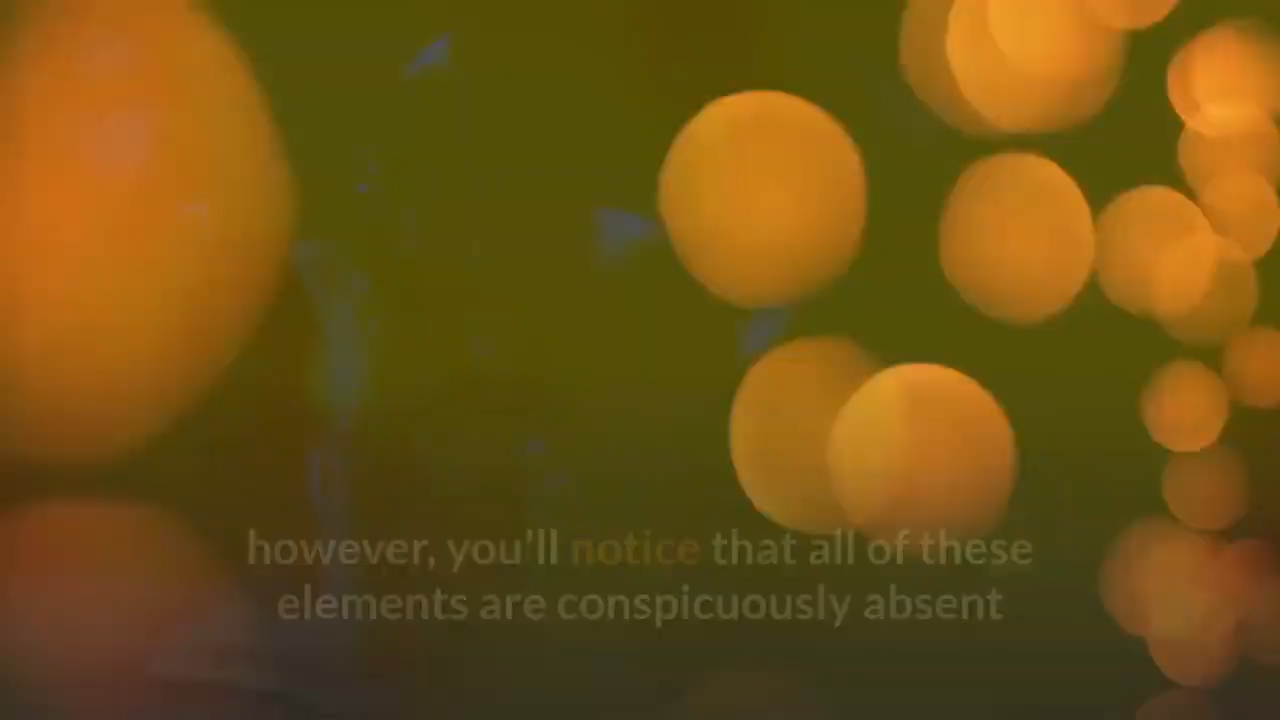 however, you'll notice that all of these
elements are conspicuously absent